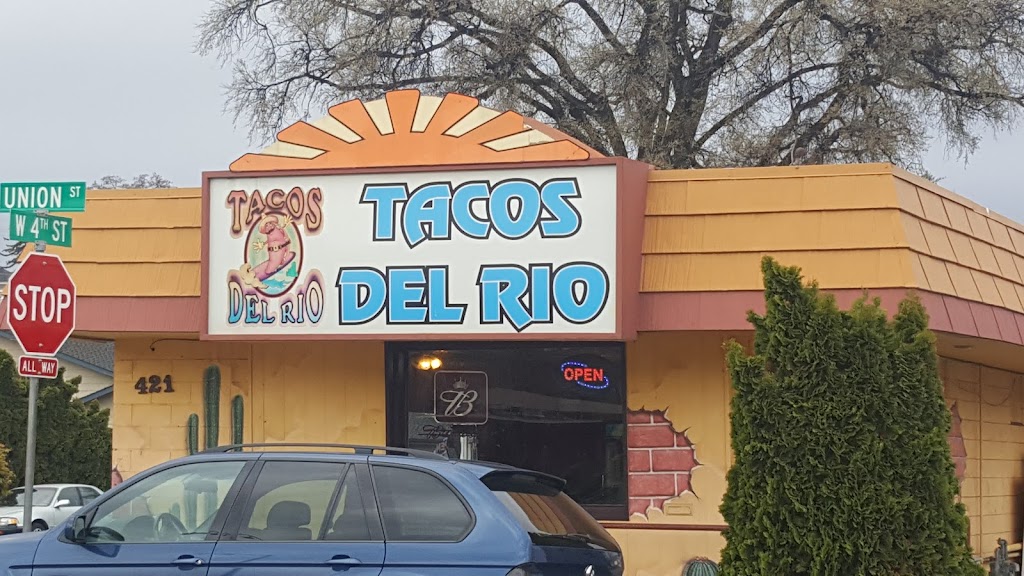 UNION ST
W 4TH ST
STOP
ALL WAY
TACOS
DEL RIO
TACOS
DEL RIO
421
OPEN
B